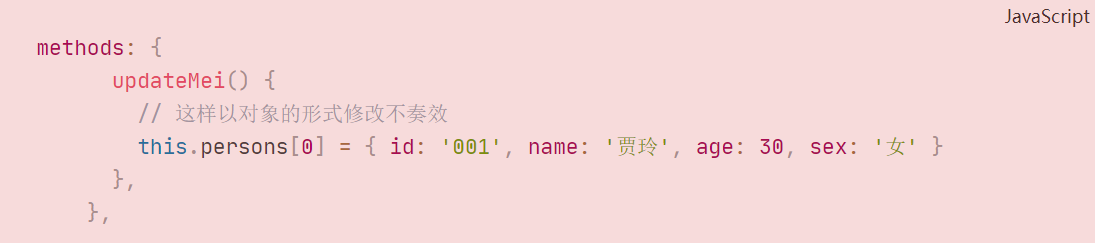 JavaScript
methods: {
updateMei() {
// 这样以对象的形式修改不奏效
this.persons[0] = { id: '001', name: '贾玲', age: 30, sex: '女' }
},
},